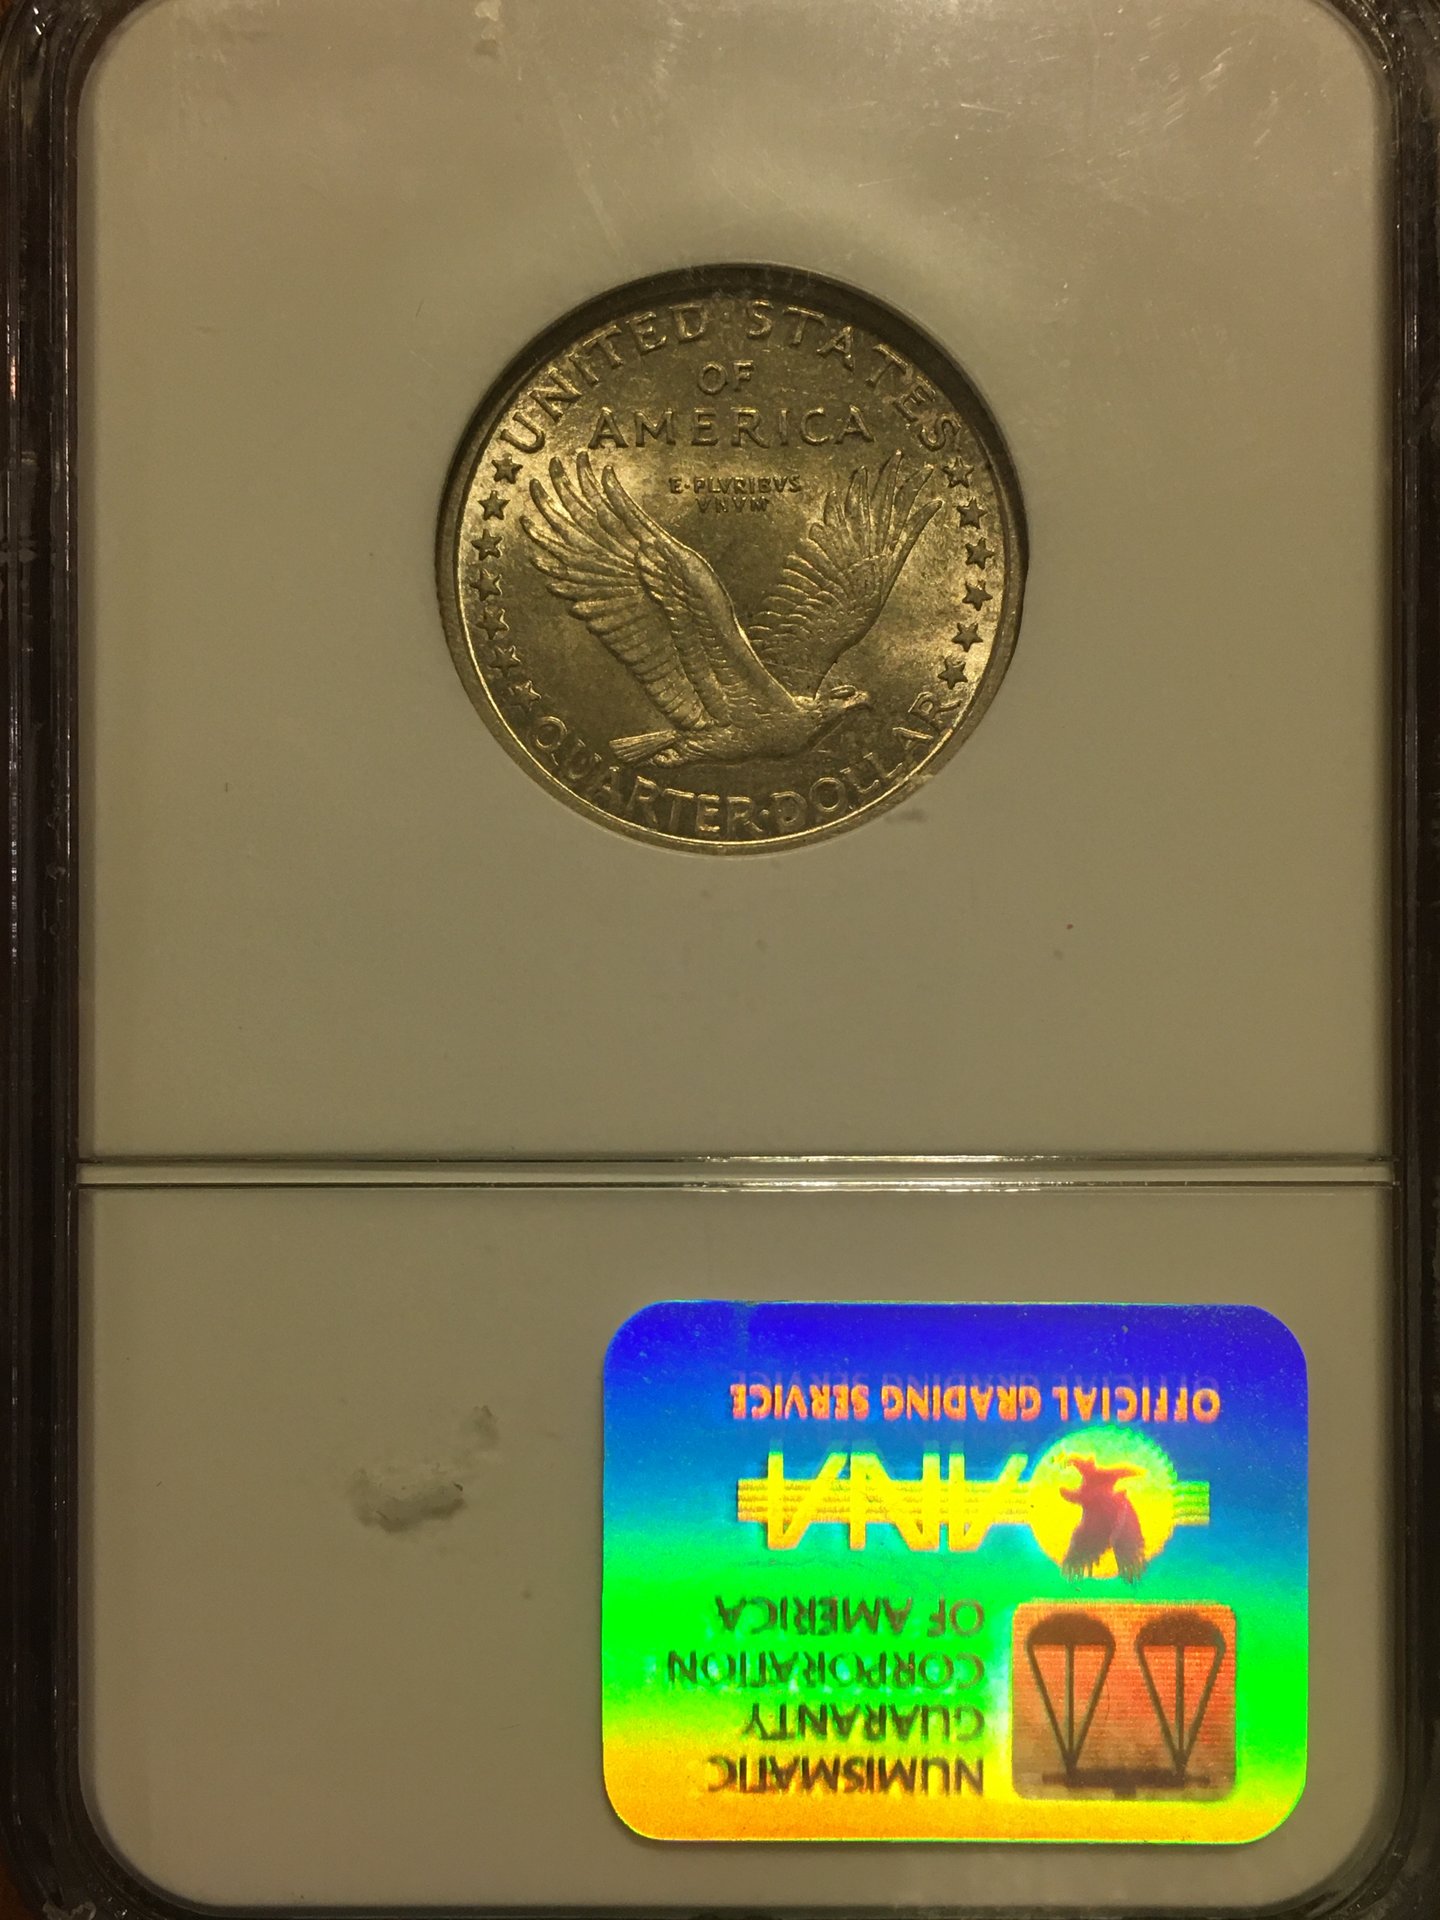 UNITED STATES
OF
AMERICA
E·PLVRIBVS
VNVM
QUARTER·DOLLAR
NUMISMATIC
GUARANTY
CORPORATION
OF AMERICA
ANA
OFFICIAL GRADING SERVICE